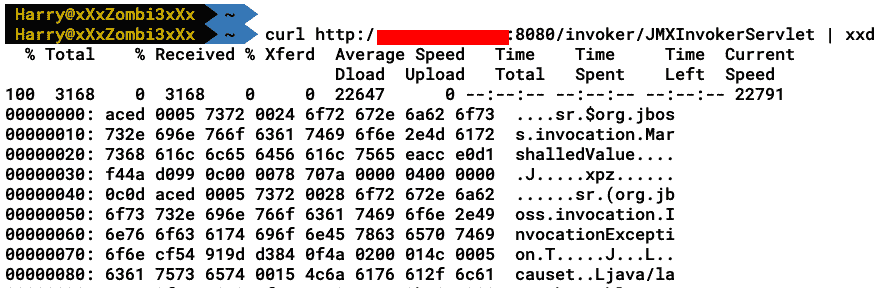 Harry@xXxZombi3xXx ~
Harry@xXxZombi3xXx ~ curl http:/ :8080/invoker/JMXInvokerServlet | xxd
% Total % Received % Xferd Average Speed Time Time Time Current
Dload Upload Total Spent Left Speed
100 3168 0 3168 0 0 22647 0 --:--:-- --:--:-- --:--:-- 22791
00000000: aced 0005 7372 0024 6f72 672e 6a62 6f73 ....sr.$org.jbos
00000010: 732e 696e 766f 6361 7469 6f6e 2e4d 6172 s.invocation.Mar
00000020: 7368 616c 6c65 6456 616c 7565 eacc e0d1 shalledValue....
00000030: f44a d099 0c00 0078 707a 0000 0400 0000 .J.....xpz......
00000040: 0c0d aced 0005 7372 0028 6f72 672e 6a62 ......sr.(org.jb
00000050: 6f73 732e 696e 766f 6361 7469 6f6e 2e49 oss.invocation.I
00000060: 6e76 6f63 6174 696f 6e45 7863 6570 7469 nvocationExcepti
00000070: 6f6e cf54 919d d384 0f4a 0200 014c 0005 on.T.....J...L..
00000080: 6361 7573 6574 0015 4c6a 6176 612f 6c61 causet..Ljava/la